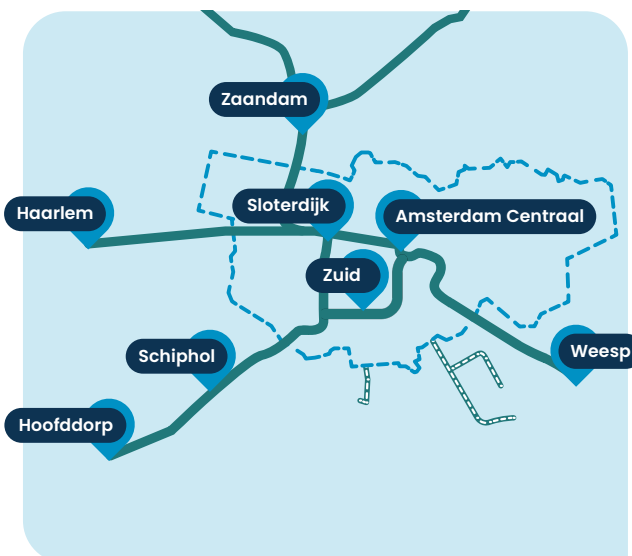 Zaandam
Sloterdijk
Haarlem
Amsterdam Centraal
Zuid
Schiphol
Weesp
Hoofddorp